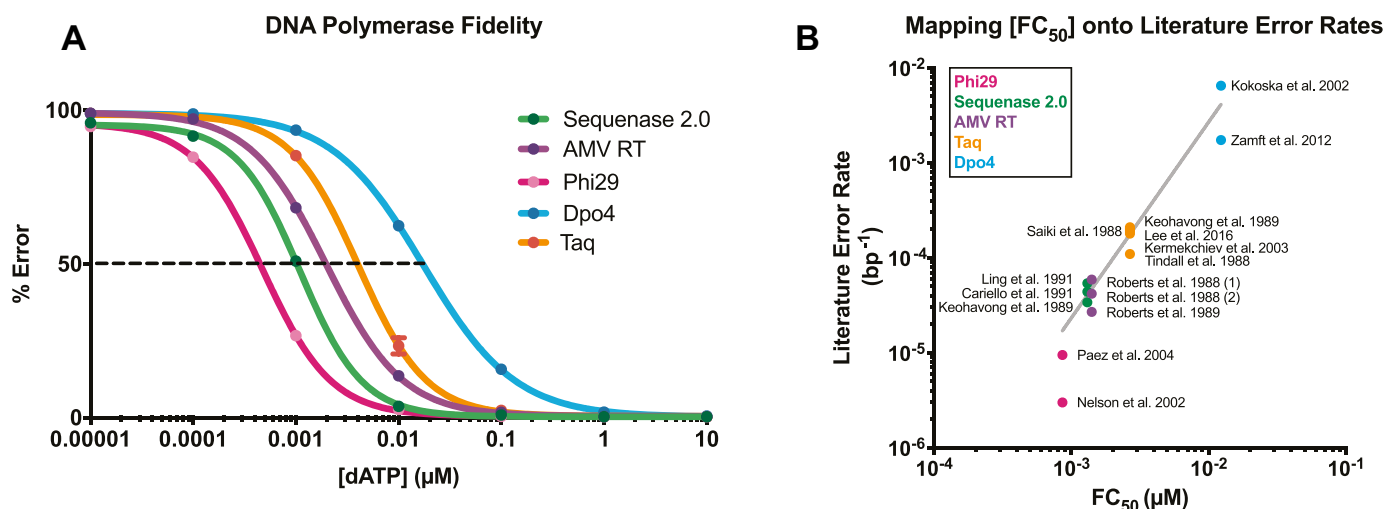 A
DNA Polymerase Fidelity
100
50
0
% Error
0.00001
0.0001
0.001
0.01
0.1
1
10
[dATP] (µM)
Sequenase 2.0
AMV RT
Phi29
Dpo4
Taq
B
Mapping [FC50] onto Literature Error Rates
10-2
10-3
10-4
10-5
10-6
Literature Error Rate
(bp-1)
Phi29
Sequenase 2.0
AMV RT
Taq
Dpo4
Kokoska et al. 2002
Zamft et al. 2012
Saiki et al. 1988
Keohavong et al. 1989
Lee et al. 2016
Kermekchiev et al. 2003
Tindall et al. 1988
Ling et al. 1991
Cariello et al. 1991
Keohavong et al. 1989
Roberts et al. 1988 (1)
Roberts et al. 1988 (2)
Roberts et al. 1989
Paez et al. 2004
Nelson et al. 2002
10-4
10-3
10-2
10-1
FC50 (µM)